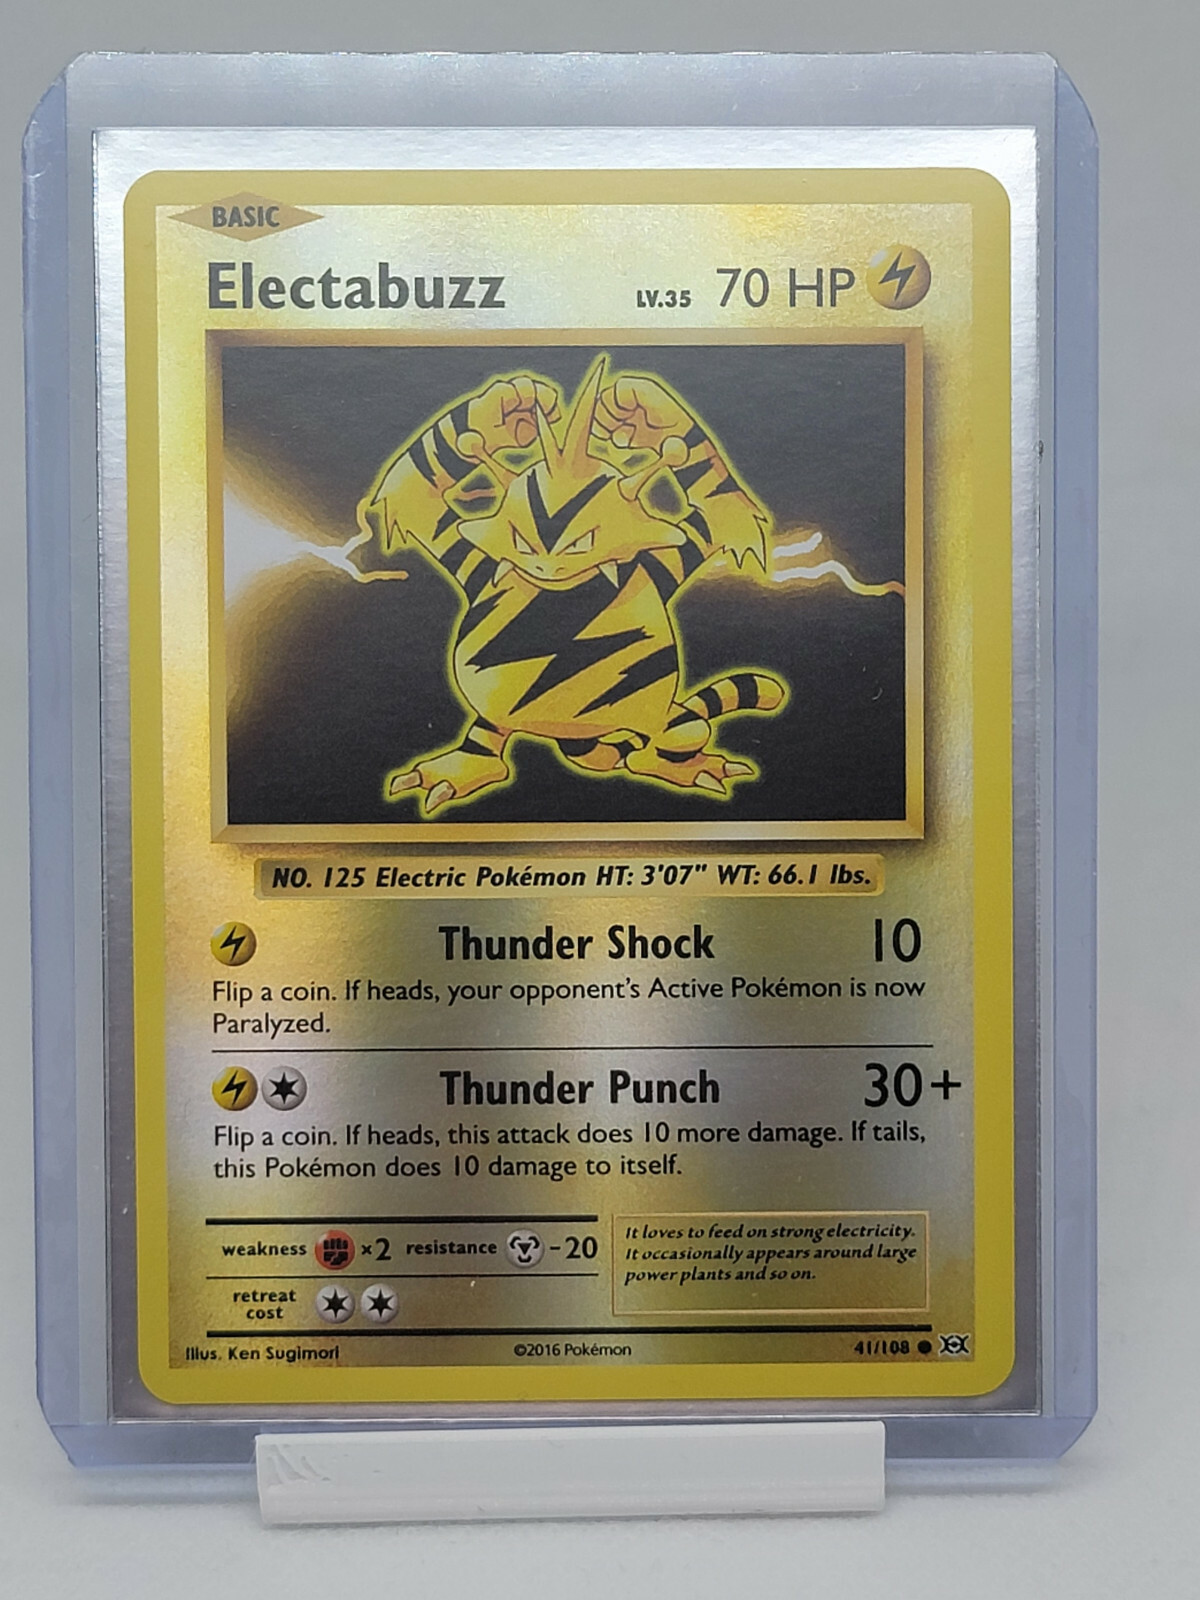 BASIC
Electabuzz LV.35 70 HP
NO. 125 Electric Pokémon HT: 3'07" WT: 66.1 lbs.
Thunder Shock 10
Flip a coin. If heads, your opponent's Active Pokémon is now
Paralyzed.
Thunder Punch 30+
Flip a coin. If heads, this attack does 10 more damage. If tails,
this Pokémon does 10 damage to itself.
weakness ×2 resistance -20
retreat
cost
It loves to feed on strong electricity.
It occasionally appears around large
power plants and so on.
Illus. Ken Sugimori ©2016 Pokémon 41/108